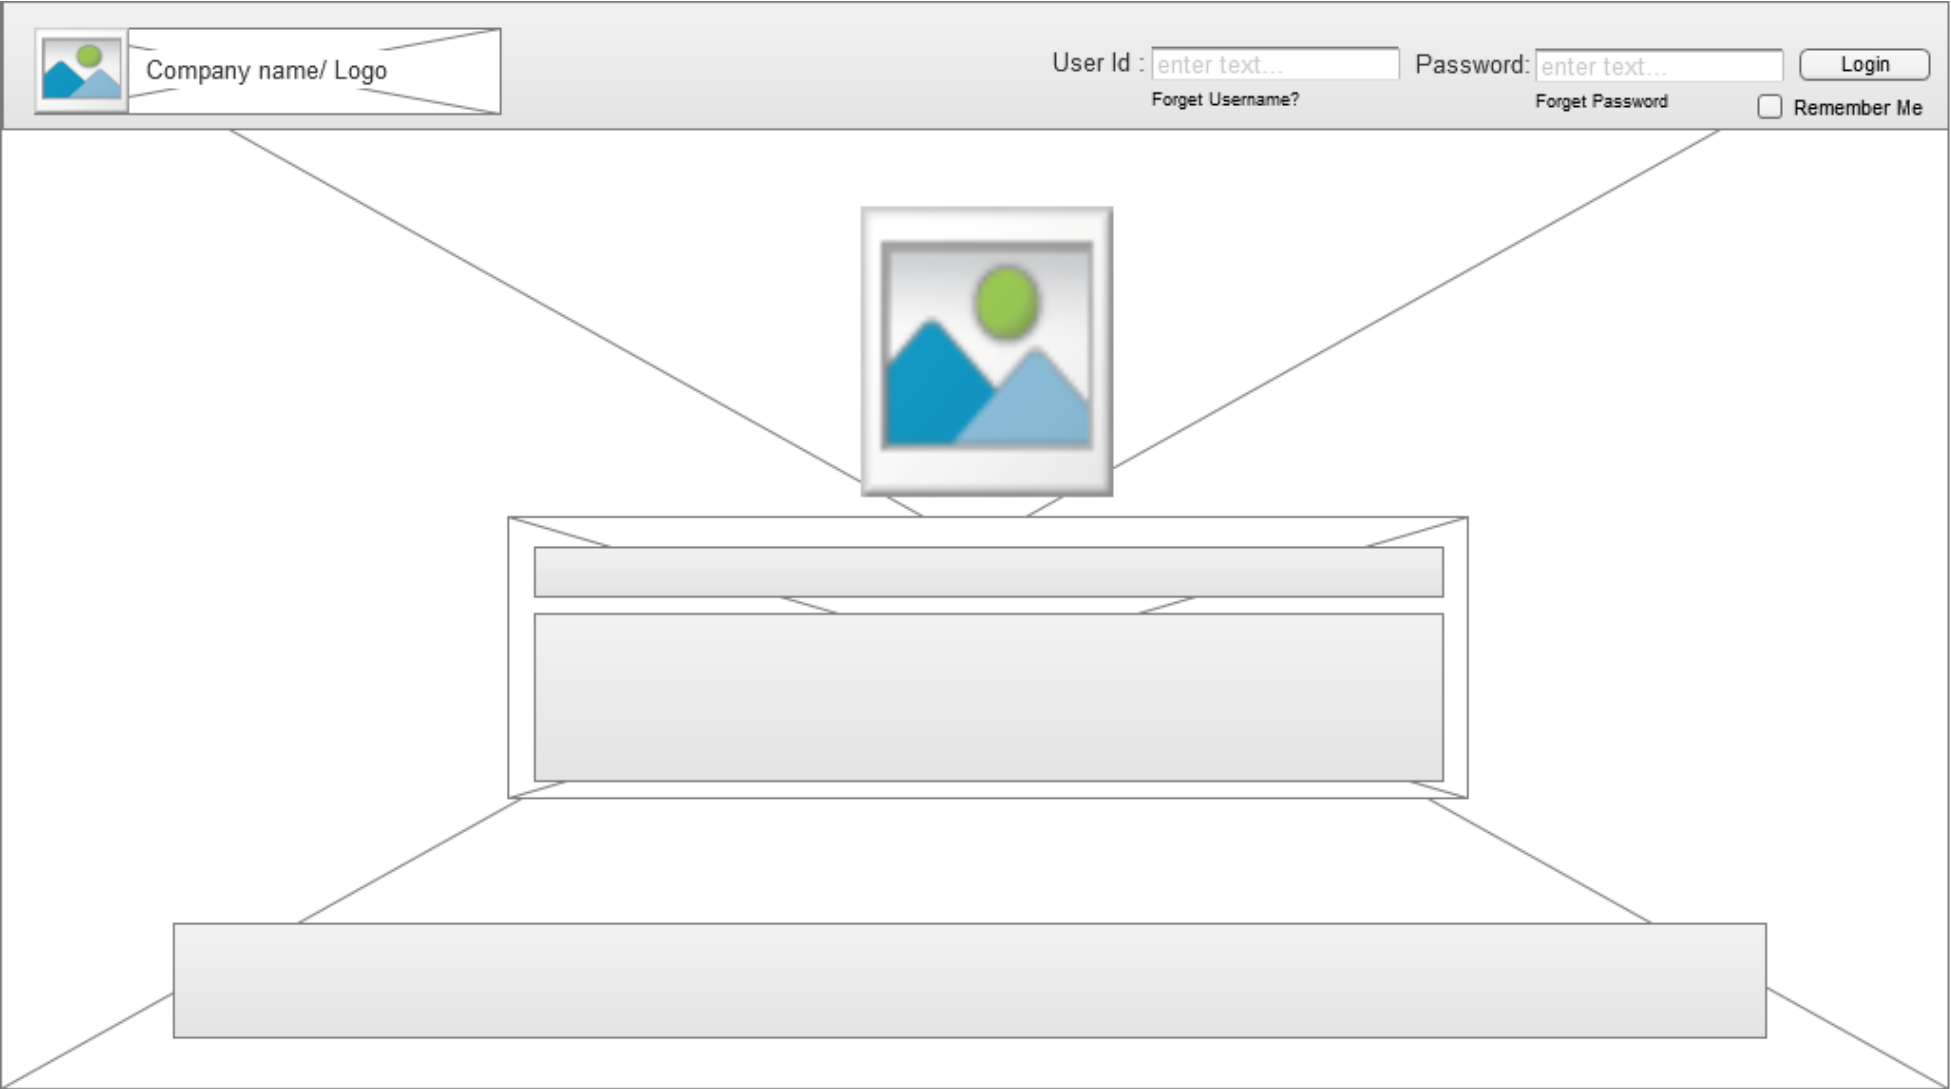 Company name/ Logo
User Id : enter text... Password: enter text... Login
Forget Username? Forget Password Remember Me